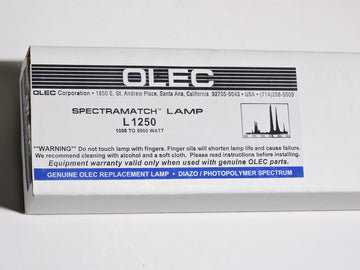 OLEC
OLEC Corporation • 1850 E. St. Andrew Place, Santa Ana, California 92705-5043 • USA • (714)
SPECTRAMATCH™ LAMP
L1250
TO 5000 WATT
**WARNING** Do not touch lamp with fingers. Finger oils will shorten lamp life and cause failure.
We recommend cleaning with alcohol and a soft cloth. Please read instructions before installing.
Equipment warranty valid only when used with genuine OLEC parts.
GENUINE OLEC REPLACEMENT LAMP • DIAZO / PHOTOPOLYMER SPECTRUM